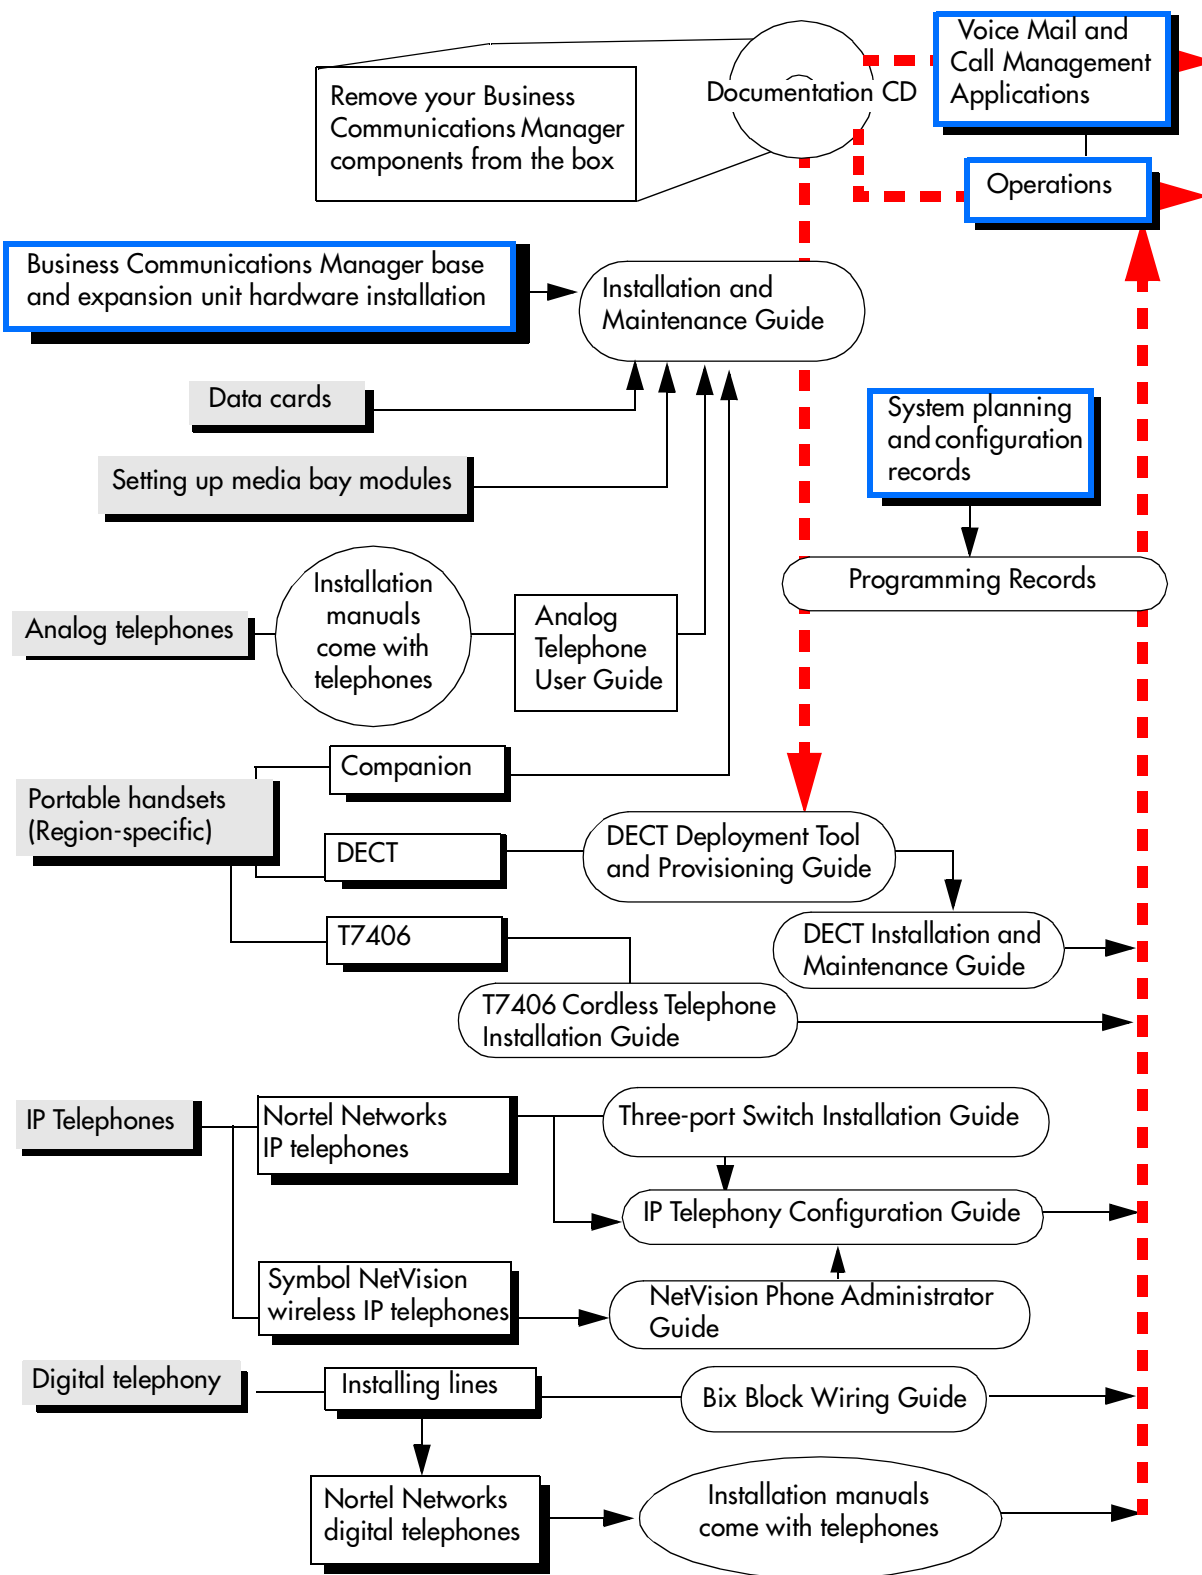 Voice Mail and
Call Management
Applications
Remove your Business
Communications Manager
components from the box
Documentation CD
Operations
Business Communications Manager base
and expansion unit hardware installation
Installation and
Maintenance Guide
Data cards
System planning
and configuration
records
Setting up media bay modules
Programming Records
Analog telephones
Installation
manuals
come with
telephones
Analog
Telephone
User Guide
Companion
Portable handsets
(Region-specific)
DECT
DECT Deployment Tool
and Provisioning Guide
T7406
DECT Installation and
Maintenance Guide
T7406 Cordless Telephone
Installation Guide
IP Telephones
Nortel Networks
IP telephones
Three-port Switch Installation Guide
IP Telephony Configuration Guide
Symbol NetVision
wireless IP telephones
NetVision Phone Administrator
Guide
Digital telephony
Installing lines
Bix Block Wiring Guide
Nortel Networks
digital telephones
Installation manuals
come with telephones